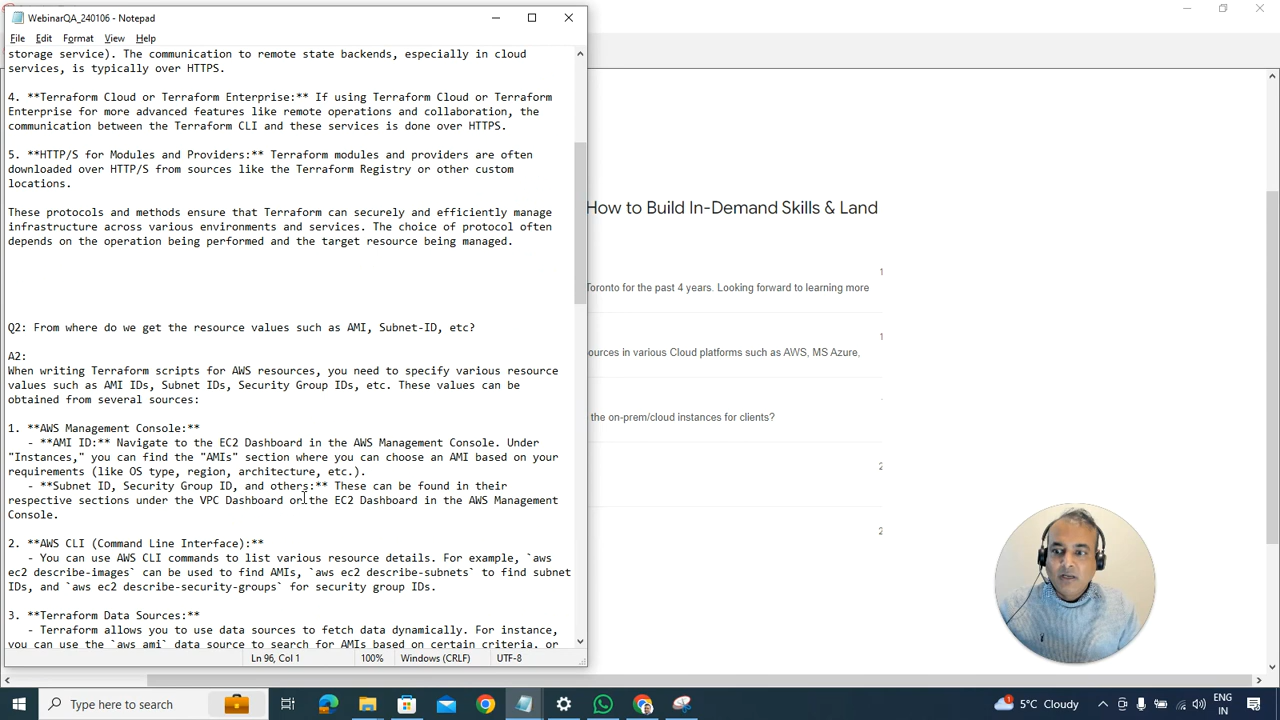 WebinarQA_240106 - Notepad
File Edit Format View Help
storage service). The communication to remote state backends, especially in cloud
services, is typically over HTTPS.
4. **Terraform Cloud or Terraform Enterprise:** If using Terraform Cloud or Terraform
Enterprise for more advanced features like remote operations and collaboration, the
communication between the Terraform CLI and these services is done over HTTPS.
5. **HTTP/S for Modules and Providers:** Terraform modules and providers are often
downloaded over HTTP/S from sources like the Terraform Registry or other custom
locations.
These protocols and methods ensure that Terraform can securely and efficiently manage
infrastructure across various environments and services. The choice of protocol often
depends on the operation being performed and the target resource being managed.
Q2: From where do we get the resource values such as AMI, Subnet-ID, etc?
A2:
When writing Terraform scripts for AWS resources, you need to specify various resource
values such as AMI IDs, Subnet IDs, Security Group IDs, etc. These values can be
obtained from several sources:
1. **AWS Management Console:**
- **AMI ID:** Navigate to the EC2 Dashboard in the AWS Management Console. Under
"Instances," you can find the "AMIs" section where you can choose an AMI based on your
requirements (like OS type, region, architecture, etc.).
- **Subnet ID, Security Group ID, and others:** These can be found in their
respective sections under the VPC Dashboard or the EC2 Dashboard in the AWS Management
Console.
2. **AWS CLI (Command Line Interface):**
- You can use AWS CLI commands to list various resource details. For example, `aws
ec2 describe-images` can be used to find AMIs, `aws ec2 describe-subnets` to find subnet
IDs, and `aws ec2 describe-security-groups` for security group IDs.
3. **Terraform Data Sources:**
- Terraform allows you to use data sources to fetch data dynamically. For instance,
you can use the `aws_ami` data source to search for AMIs based on certain criteria, or
Ln 96, Col 1 100% Windows (CRLF) UTF-8
How to Build In-Demand Skills & Land
1
Toronto for the past 4 years. Looking forward to learning more
1
ources in various Cloud platforms such as AWS, MS Azure,
the on-prem/cloud instances for clients?
2
2
Type here to search
5°C Cloudy
ENG
IN